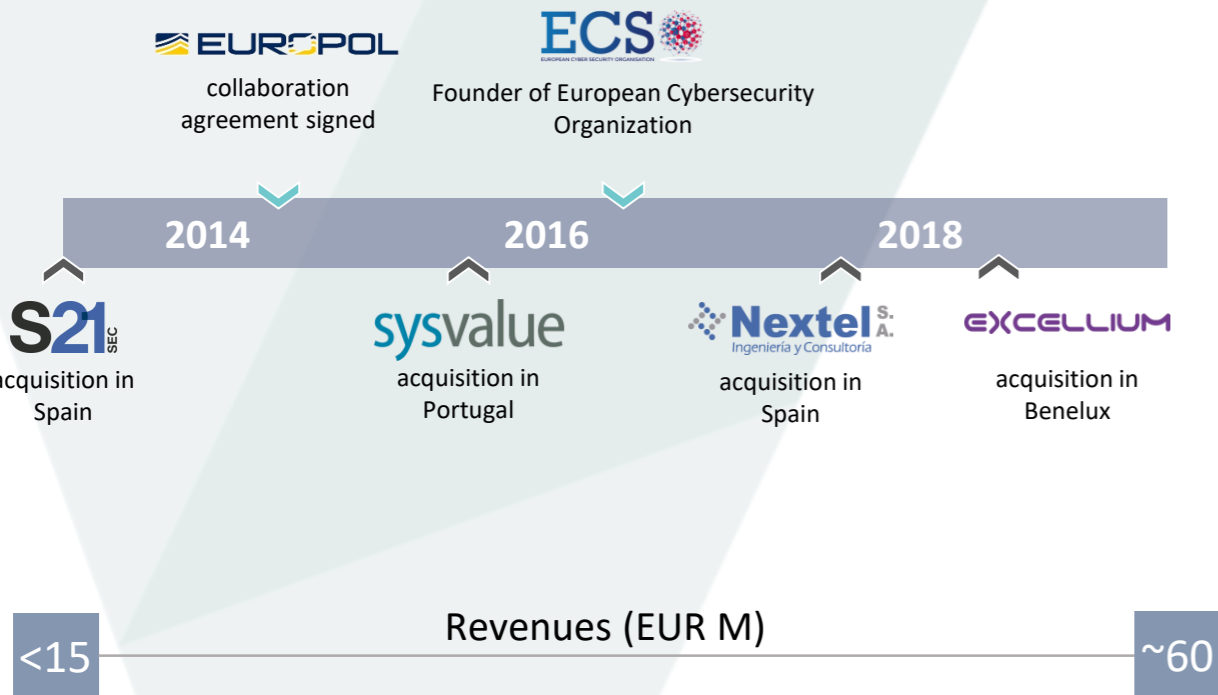 EUROPOL
collaboration
agreement signed
ECS
EUROPEAN CYBER SECURITY ORGANISATION
Founder of European Cybersecurity
Organization
2014
2016
2018
S21
SEC
acquisition in
Spain
sysvalue
acquisition in
Portugal
Nextel S.A.
Ingeniería y Consultoría
acquisition in
Spain
EXCELLIUM
acquisition in
Benelux
Revenues (EUR M)
<15
~60